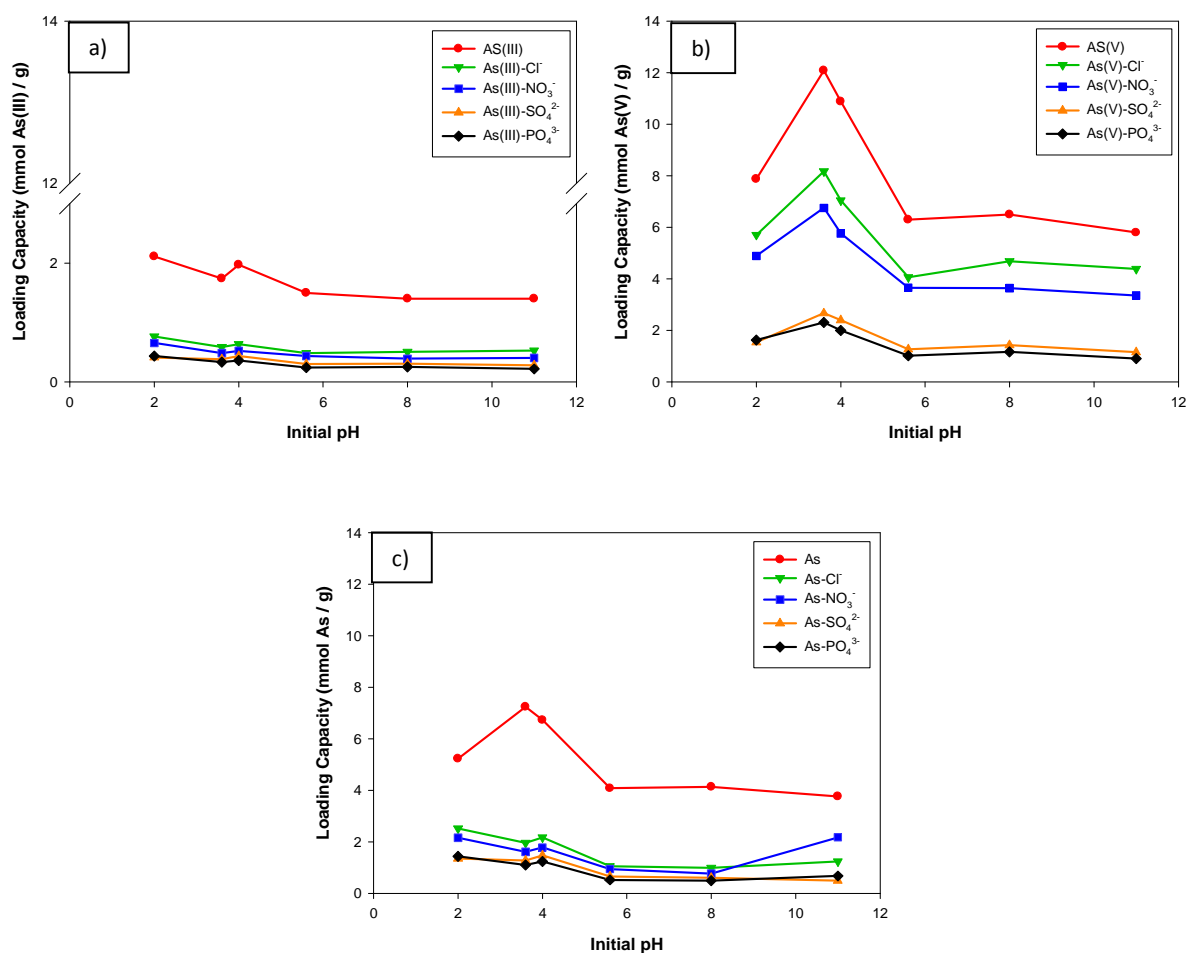 a)
14
12
2
0
Loading Capacity (mmol As(III) / g)
AS(III)
As(III)-Cl⁻
As(III)-NO₃⁻
As(III)-SO₄²⁻
As(III)-PO₄³⁻
0 2 4 6 8 10 12
Initial pH
b)
14
12
10
8
6
4
2
0
Loading Capacity (mmol As(V) / g)
AS(V)
As(V)-Cl⁻
As(V)-NO₃⁻
As(V)-SO₄²⁻
As(V)-PO₄³⁻
0 2 4 6 8 10 12
Initial pH
c)
14
12
10
8
6
4
2
0
Loading Capacity (mmol As / g)
As
As-Cl⁻
As-NO₃⁻
As-SO₄²⁻
As-PO₄³⁻
0 2 4 6 8 10 12
Initial pH